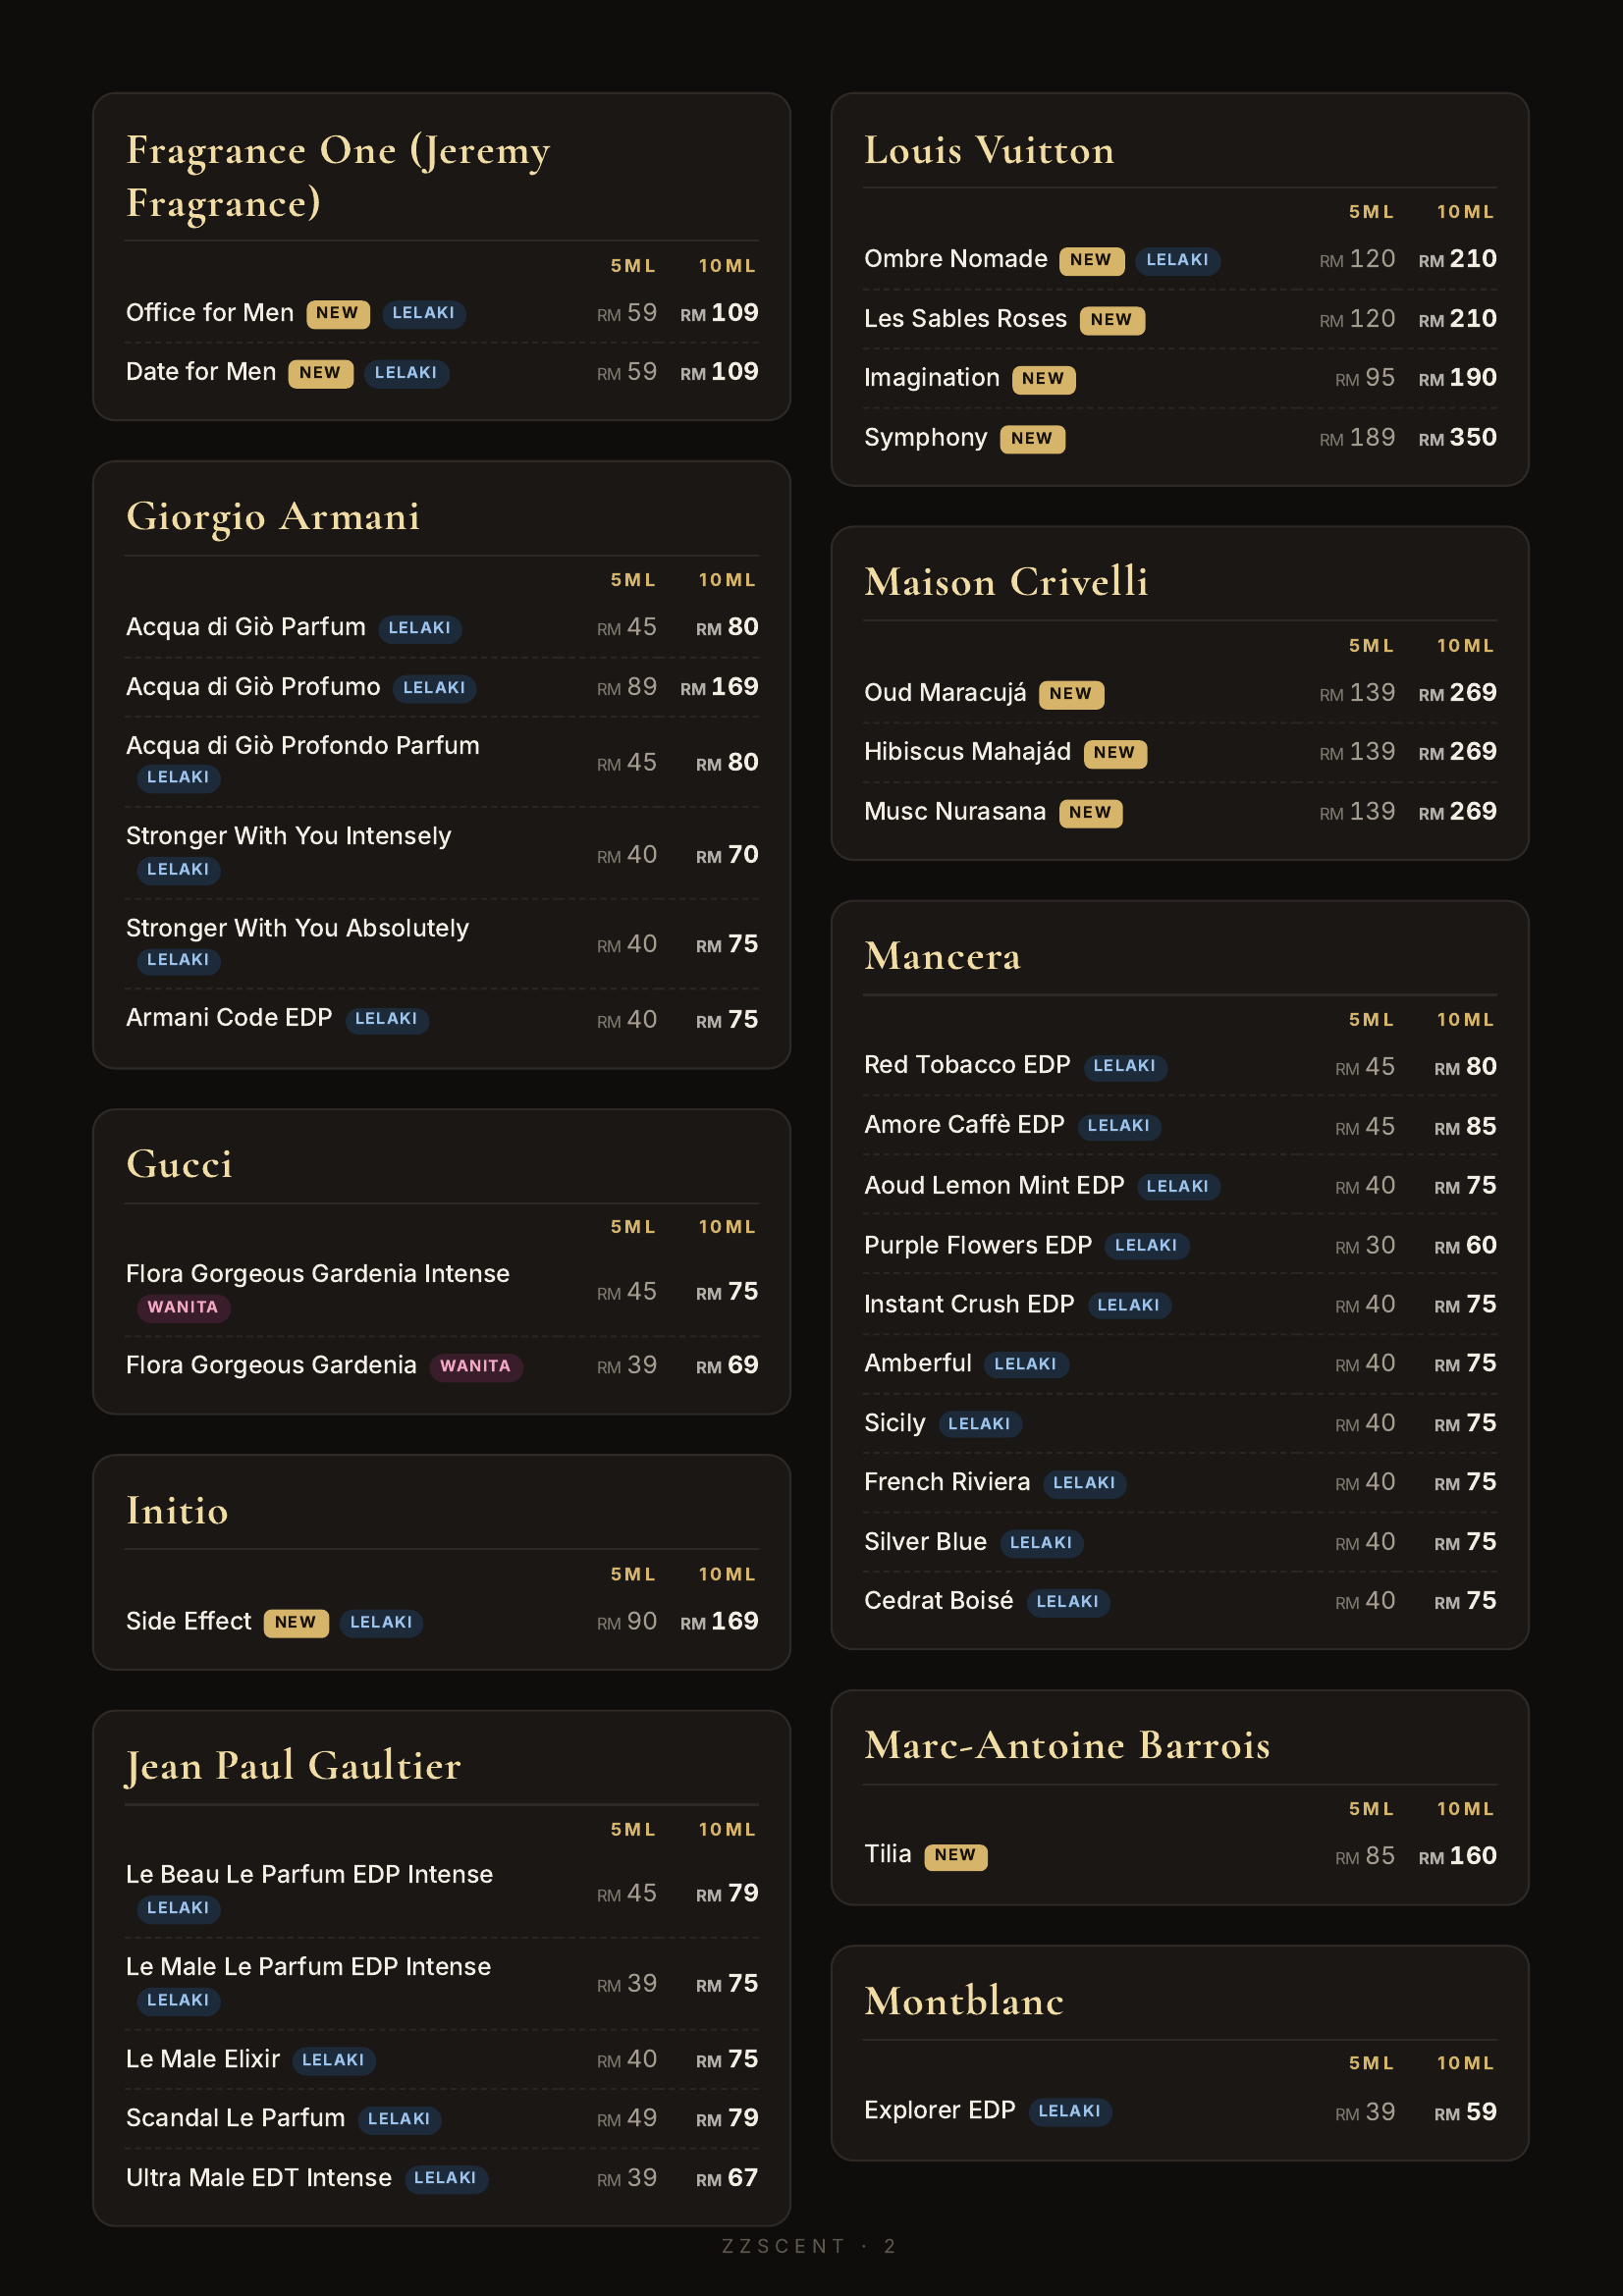 Fragrance One (Jeremy
Fragrance)
5ML 10ML
Office for Men NEW LELAKI RM 59 RM 109
Date for Men NEW LELAKI RM 59 RM 109
Giorgio Armani
5ML 10ML
Acqua di Giò Parfum LELAKI RM 45 RM 80
Acqua di Giò Profumo LELAKI RM 89 RM 169
Acqua di Giò Profondo Parfum
LELAKI RM 45 RM 80
Stronger With You Intensely
LELAKI RM 40 RM 70
Stronger With You Absolutely
LELAKI RM 40 RM 75
Armani Code EDP LELAKI RM 40 RM 75
Gucci
5ML 10ML
Flora Gorgeous Gardenia Intense
WANITA RM 45 RM 75
Flora Gorgeous Gardenia WANITA RM 39 RM 69
Initio
5ML 10ML
Side Effect NEW LELAKI RM 90 RM 169
Jean Paul Gaultier
5ML 10ML
Le Beau Le Parfum EDP Intense
LELAKI RM 45 RM 79
Le Male Le Parfum EDP Intense
LELAKI RM 39 RM 75
Le Male Elixir LELAKI RM 40 RM 75
Scandal Le Parfum LELAKI RM 49 RM 79
Ultra Male EDT Intense LELAKI RM 39 RM 67
Louis Vuitton
5ML 10ML
Ombre Nomade NEW LELAKI RM 120 RM 210
Les Sables Roses NEW RM 120 RM 210
Imagination NEW RM 95 RM 190
Symphony NEW RM 189 RM 350
Maison Crivelli
5ML 10ML
Oud Maracujá NEW RM 139 RM 269
Hibiscus Mahajád NEW RM 139 RM 269
Musc Nurasana NEW RM 139 RM 269
Mancera
5ML 10ML
Red Tobacco EDP LELAKI RM 45 RM 80
Amore Caffè EDP LELAKI RM 45 RM 85
Aoud Lemon Mint EDP LELAKI RM 40 RM 75
Purple Flowers EDP LELAKI RM 30 RM 60
Instant Crush EDP LELAKI RM 40 RM 75
Amberful LELAKI RM 40 RM 75
Sicily LELAKI RM 40 RM 75
French Riviera LELAKI RM 40 RM 75
Silver Blue LELAKI RM 40 RM 75
Cedrat Boisé LELAKI RM 40 RM 75
Marc-Antoine Barrois
5ML 10ML
Tilia NEW RM 85 RM 160
Montblanc
5ML 10ML
Explorer EDP LELAKI RM 39 RM 59
ZZSCENT · 2